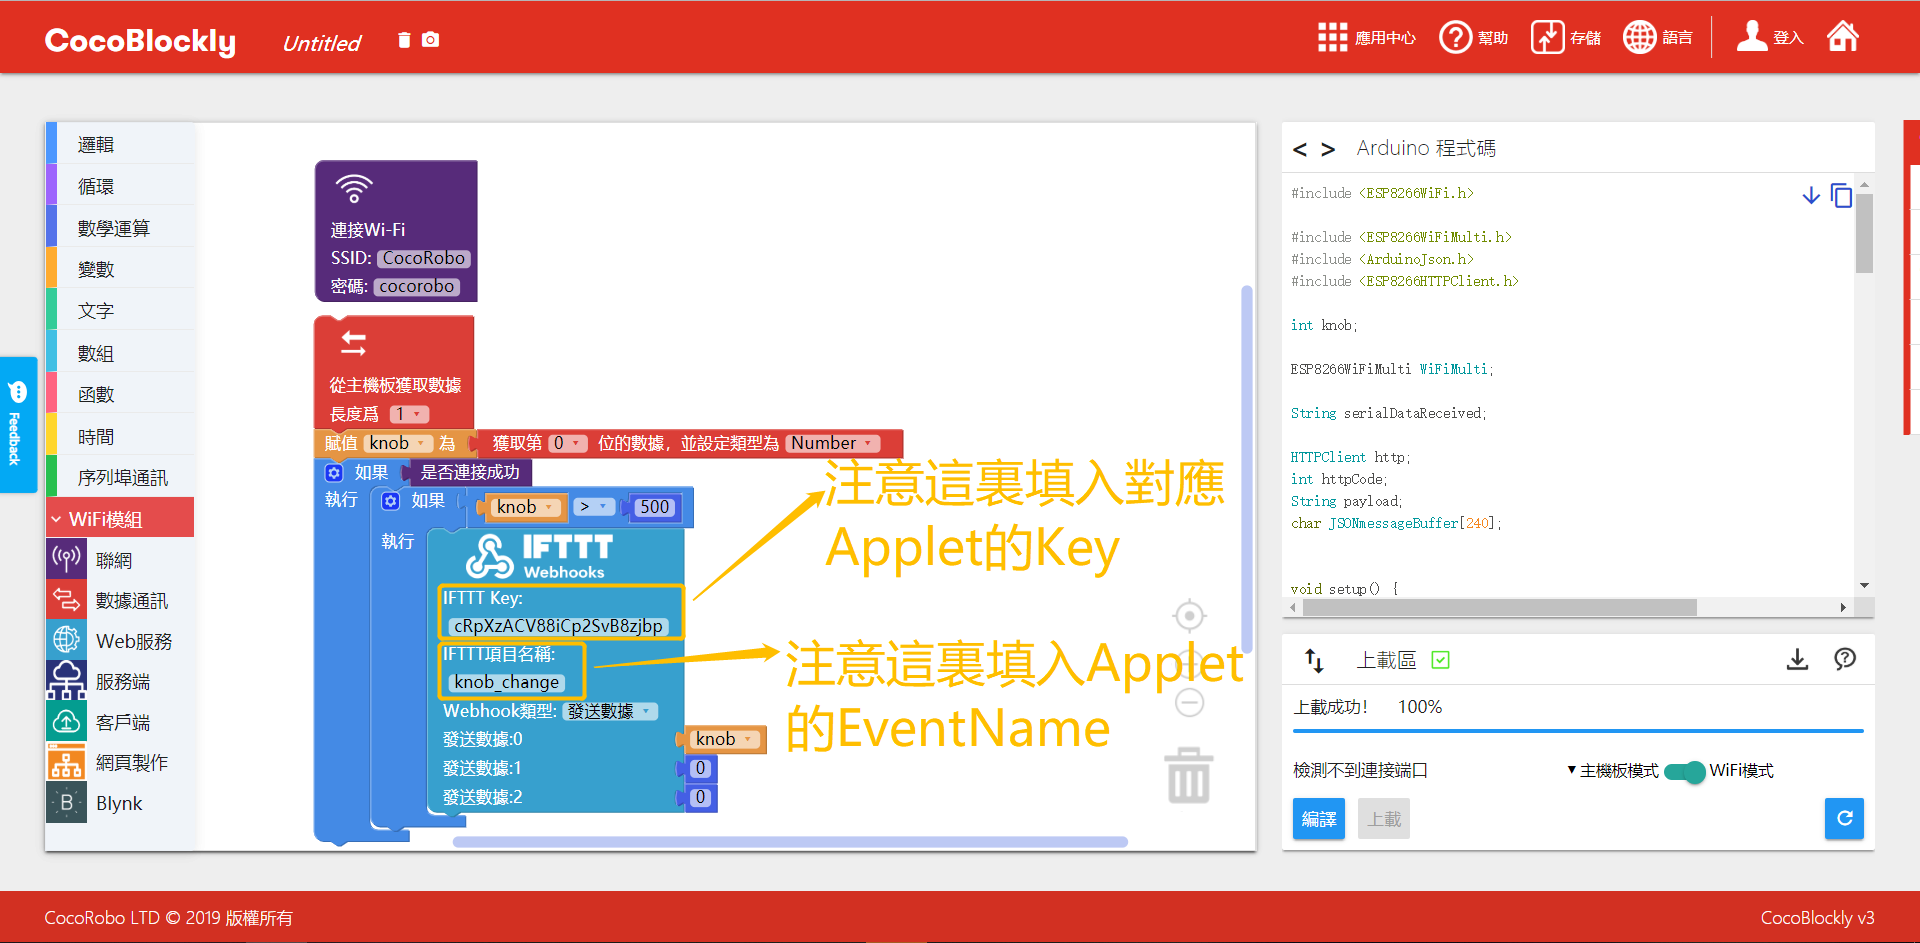 CocoBlockly
Untitled
應用中心
幫助
存儲
語言
登入
Feedback
邏輯
循環
數學運算
變數
文字
數組
函數
時間
序列埠通訊
WiFi模組
聯網
數據通訊
Web服務
服務端
客戶端
網頁製作
B Blynk
連接Wi-Fi
SSID: CocoRobo
密碼: cocorobo
從主機板獲取數據
長度爲 1
賦值 knob 為 獲取第 0 位的數據，並設定類型為 Number
如果 是否連接成功
執行 如果 knob > 500
執行
IFTTT
Webhooks
IFTTT Key:
cRpXzACV88iCp2SvB8zjbp
IFTTT項目名稱:
knob_change
Webhook類型: 發送數據
發送數據:0 knob
發送數據:1 0
發送數據:2 0
注意這裏填入對應
Applet的Key
注意這裏填入Applet
的EventName
< > Arduino 程式碼
#include <ESP8266WiFi.h>
#include <ESP8266WiFiMulti.h>
#include <ArduinoJson.h>
#include <ESP8266HTTPClient.h>
int knob;
ESP8266WiFiMulti WiFiMulti;
String serialDataReceived;
HTTPClient http;
int httpCode;
String payload;
char JSONmessageBuffer[240];
void setup() {
上載區
上載成功! 100%
檢測不到連接端口
主機板模式 WiFi模式
編譯
上載
CocoRobo LTD © 2019 版權所有
CocoBlockly v3